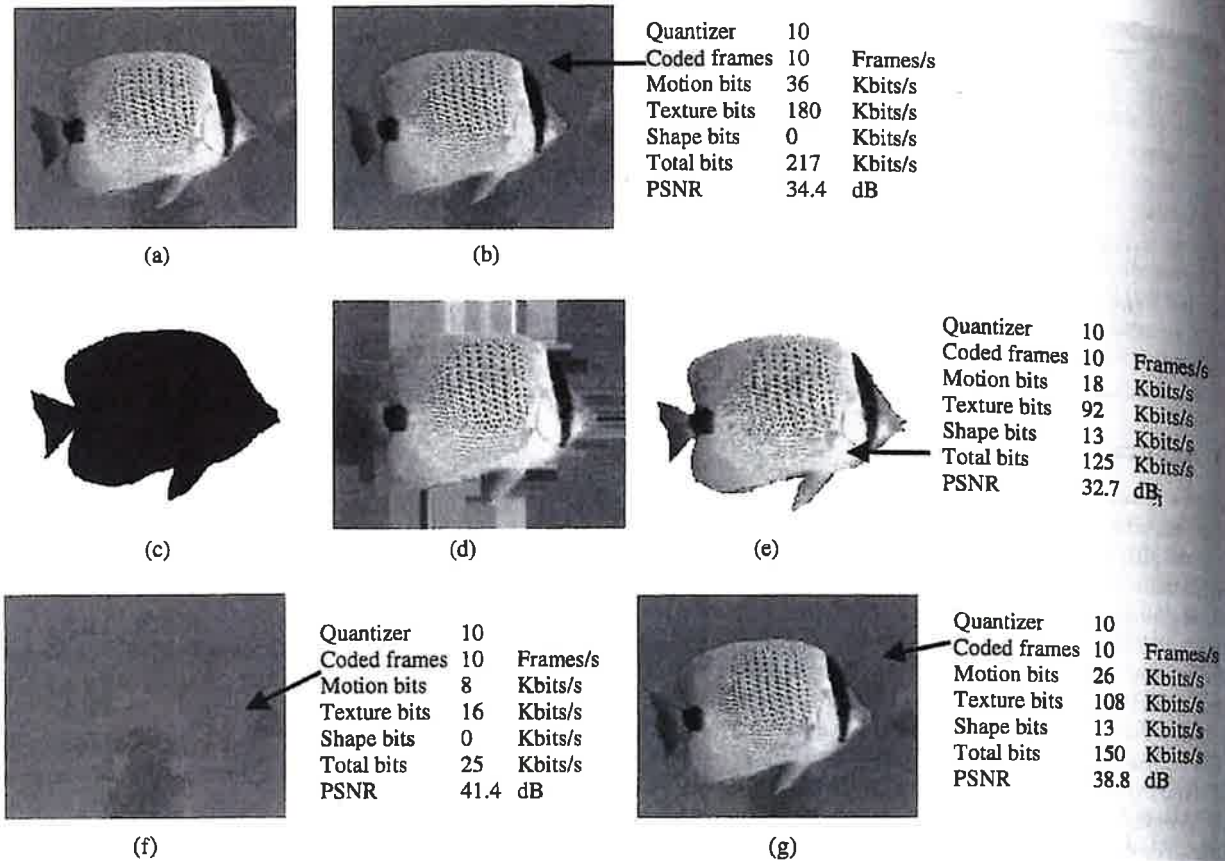 Quantizer 10
Coded frames 10 Frames/s
Motion bits 36 Kbits/s
Texture bits 180 Kbits/s
Shape bits 0 Kbits/s
Total bits 217 Kbits/s
PSNR 34.4 dB
(a)
(b)
Quantizer 10
Coded frames 10 Frames/s
Motion bits 18 Kbits/s
Texture bits 92 Kbits/s
Shape bits 13 Kbits/s
Total bits 125 Kbits/s
PSNR 32.7 dB
(c)
(d)
(e)
Quantizer 10
Coded frames 10 Frames/s
Motion bits 8 Kbits/s
Texture bits 16 Kbits/s
Shape bits 0 Kbits/s
Total bits 25 Kbits/s
PSNR 41.4 dB
Quantizer 10
Coded frames 10 Frames/s
Motion bits 26 Kbits/s
Texture bits 108 Kbits/s
Shape bits 13 Kbits/s
Total bits 150 Kbits/s
PSNR 38.8 dB
(f)
(g)